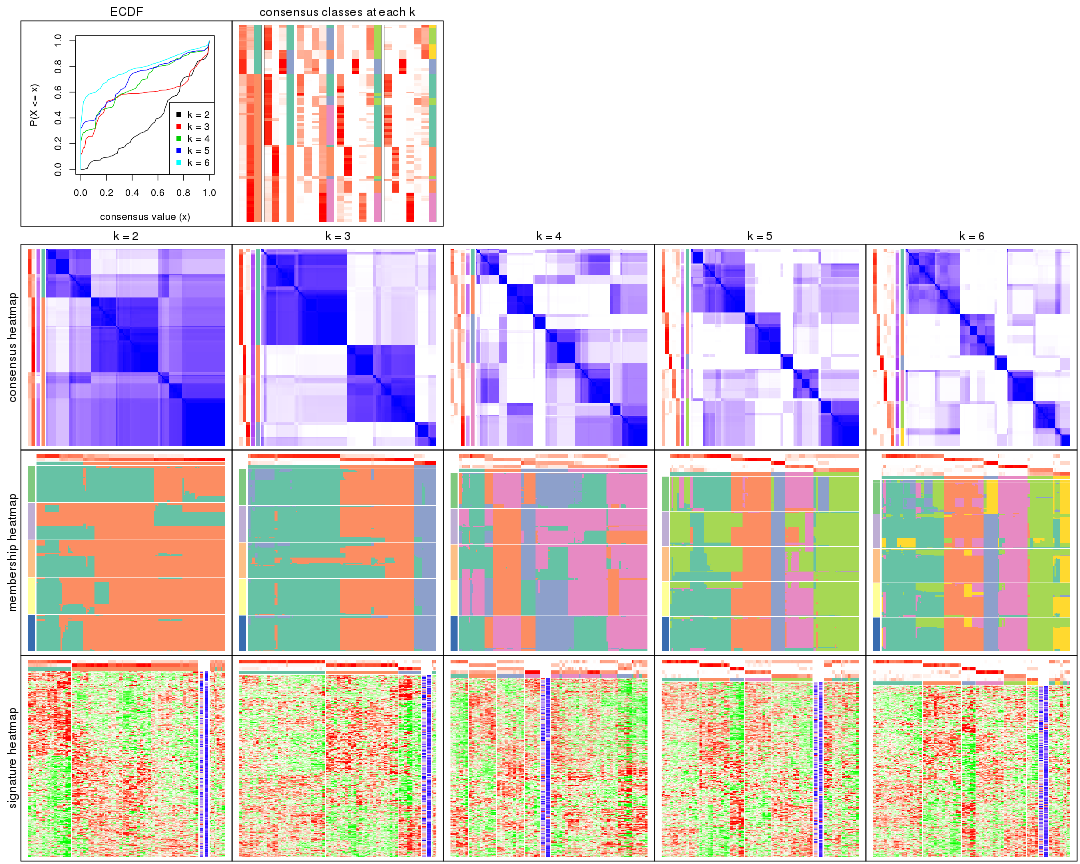 ECDF
consensus classes at each k
P(X <= x)
0.0 0.2 0.4 0.6 0.8 1.0
k = 2
k = 3
k = 4
k = 5
k = 6
0.0 0.2 0.4 0.6 0.8 1.0
consensus value (x)
k = 2
k = 3
k = 4
k = 5
k = 6
consensus heatmap
membership heatmap
signature heatmap